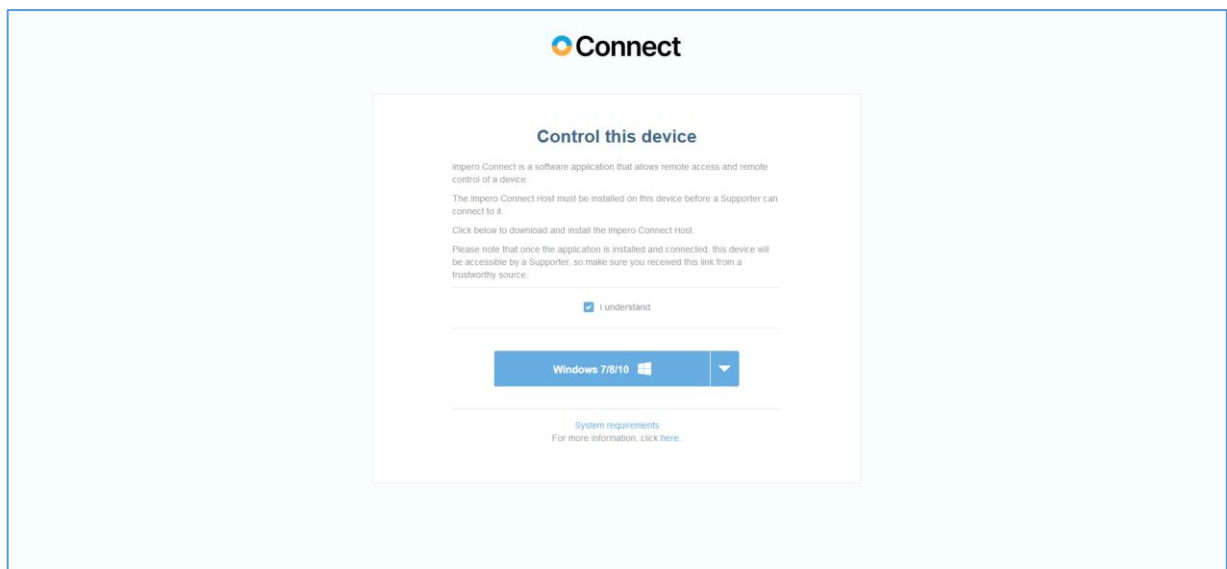 Connect
Control this device
Impero Connect is a software application that allows remote access and remote
control of a device.
The Impero Connect Host must be installed on this device before a Supporter can
connect to it.
Click below to download and install the Impero Connect Host.
Please note that once the application is installed and connected, this device will
be accessible by a Supporter, so make sure you received this link from a
trustworthy source.
I understand
Windows 7/8/10
System requirements
For more information, click here.